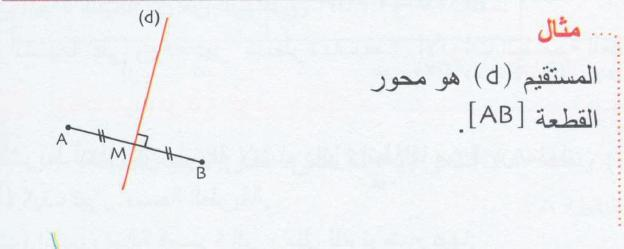 مثال
المستقيم (d) هو محور
القطعة [AB].
(d)
A
M
B